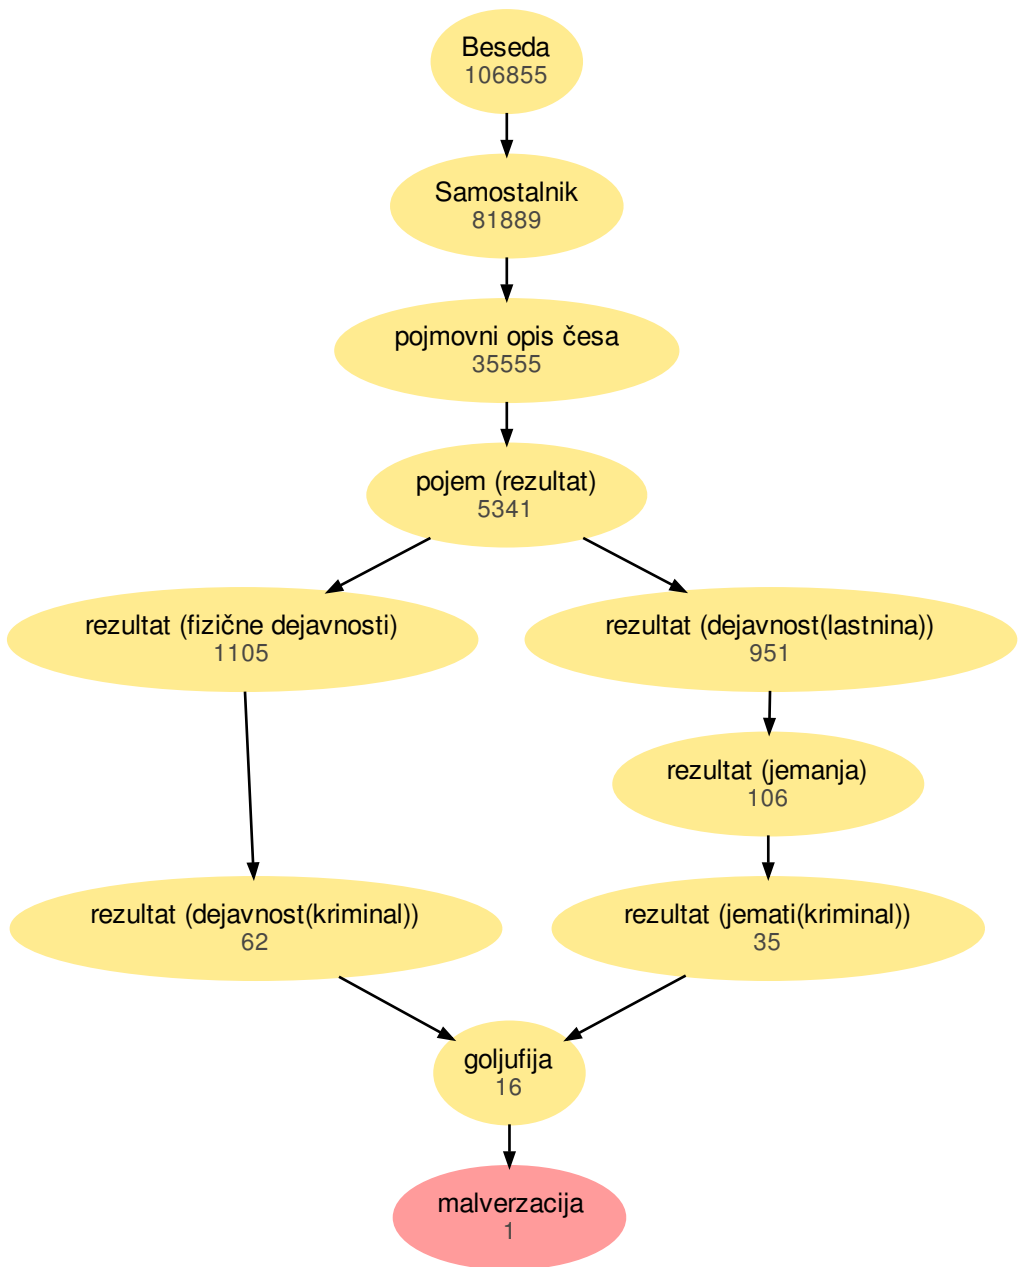 Beseda
106855
Samostalnik
81889
pojmovni opis česa
35555
pojem (rezultat)
5341
rezultat (fizične dejavnosti)
1105
rezultat (dejavnost(lastnina))
951
rezultat (jemanja)
106
rezultat (dejavnost(kriminal))
62
rezultat (jemati(kriminal))
35
goljufija
16
malverzacija
1